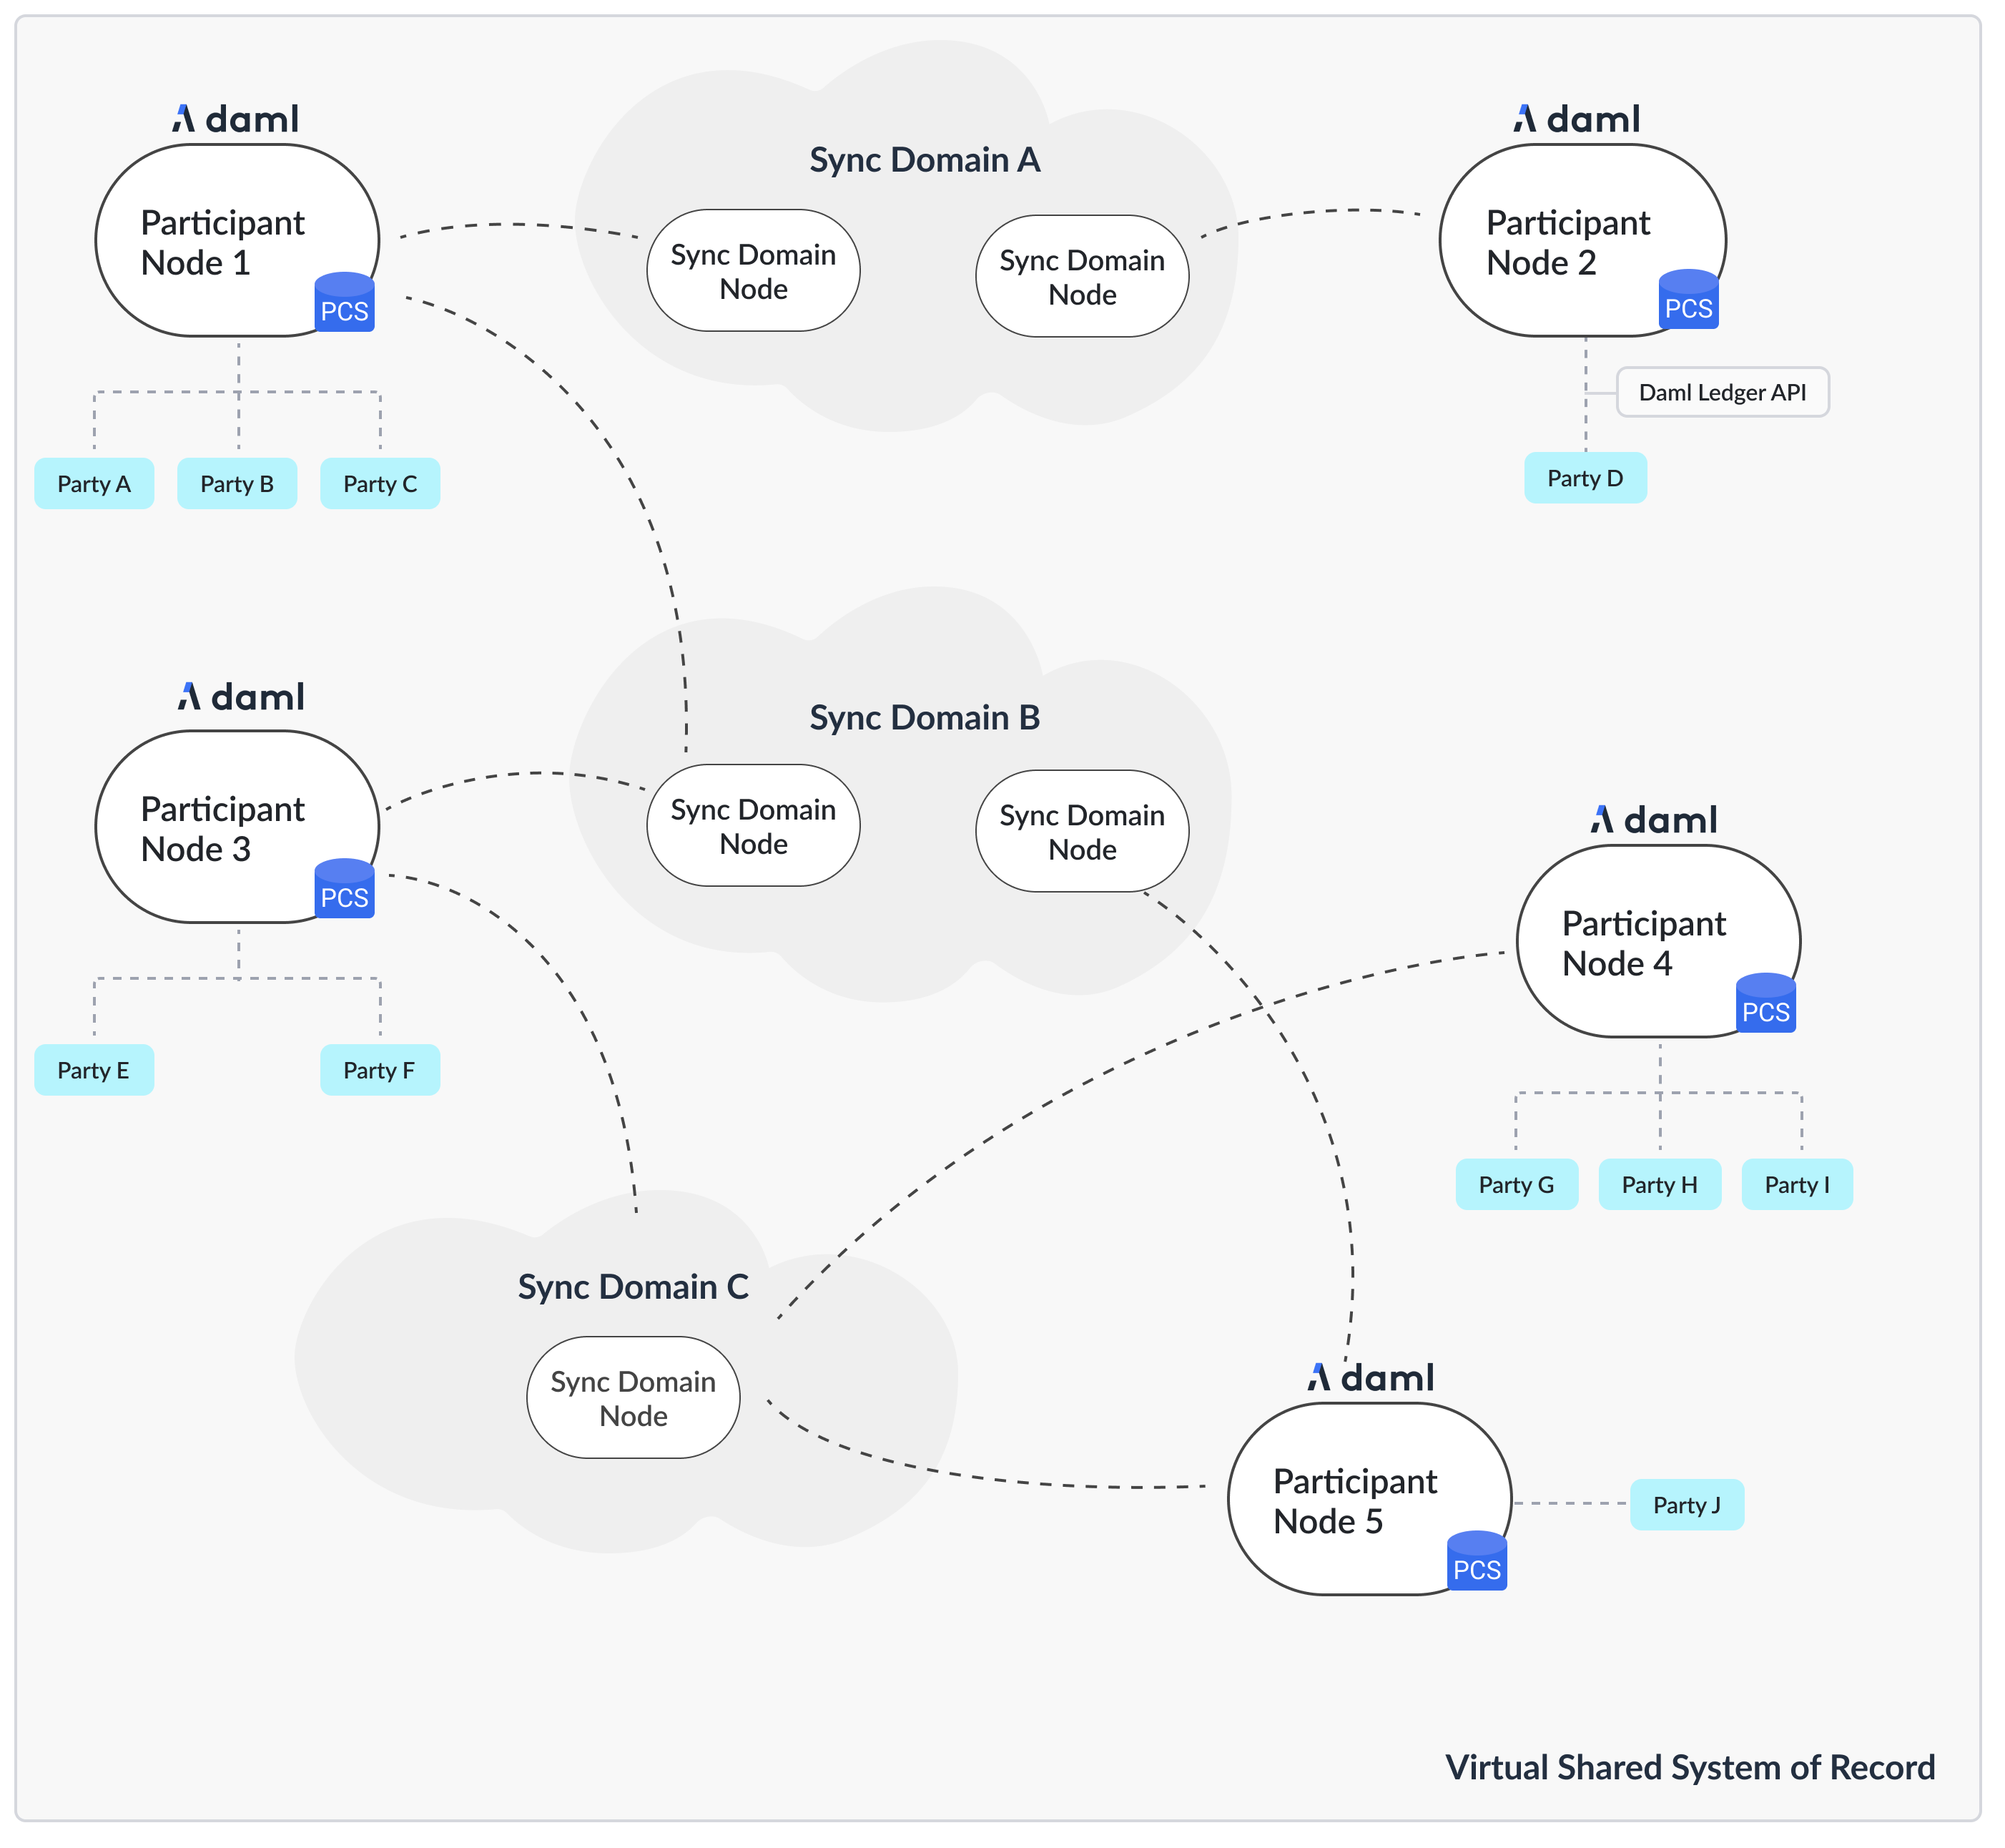 daml
Participant
Node 1
PCS
Party A
Party B
Party C
Sync Domain A
Sync Domain
Node
Sync Domain
Node
daml
Participant
Node 2
PCS
Daml Ledger API
Party D
daml
Participant
Node 3
PCS
Party E
Party F
Sync Domain B
Sync Domain
Node
Sync Domain
Node
daml
Participant
Node 4
PCS
Party G
Party H
Party I
Sync Domain C
Sync Domain
Node
daml
Participant
Node 5
PCS
Party J
Virtual Shared System of Record